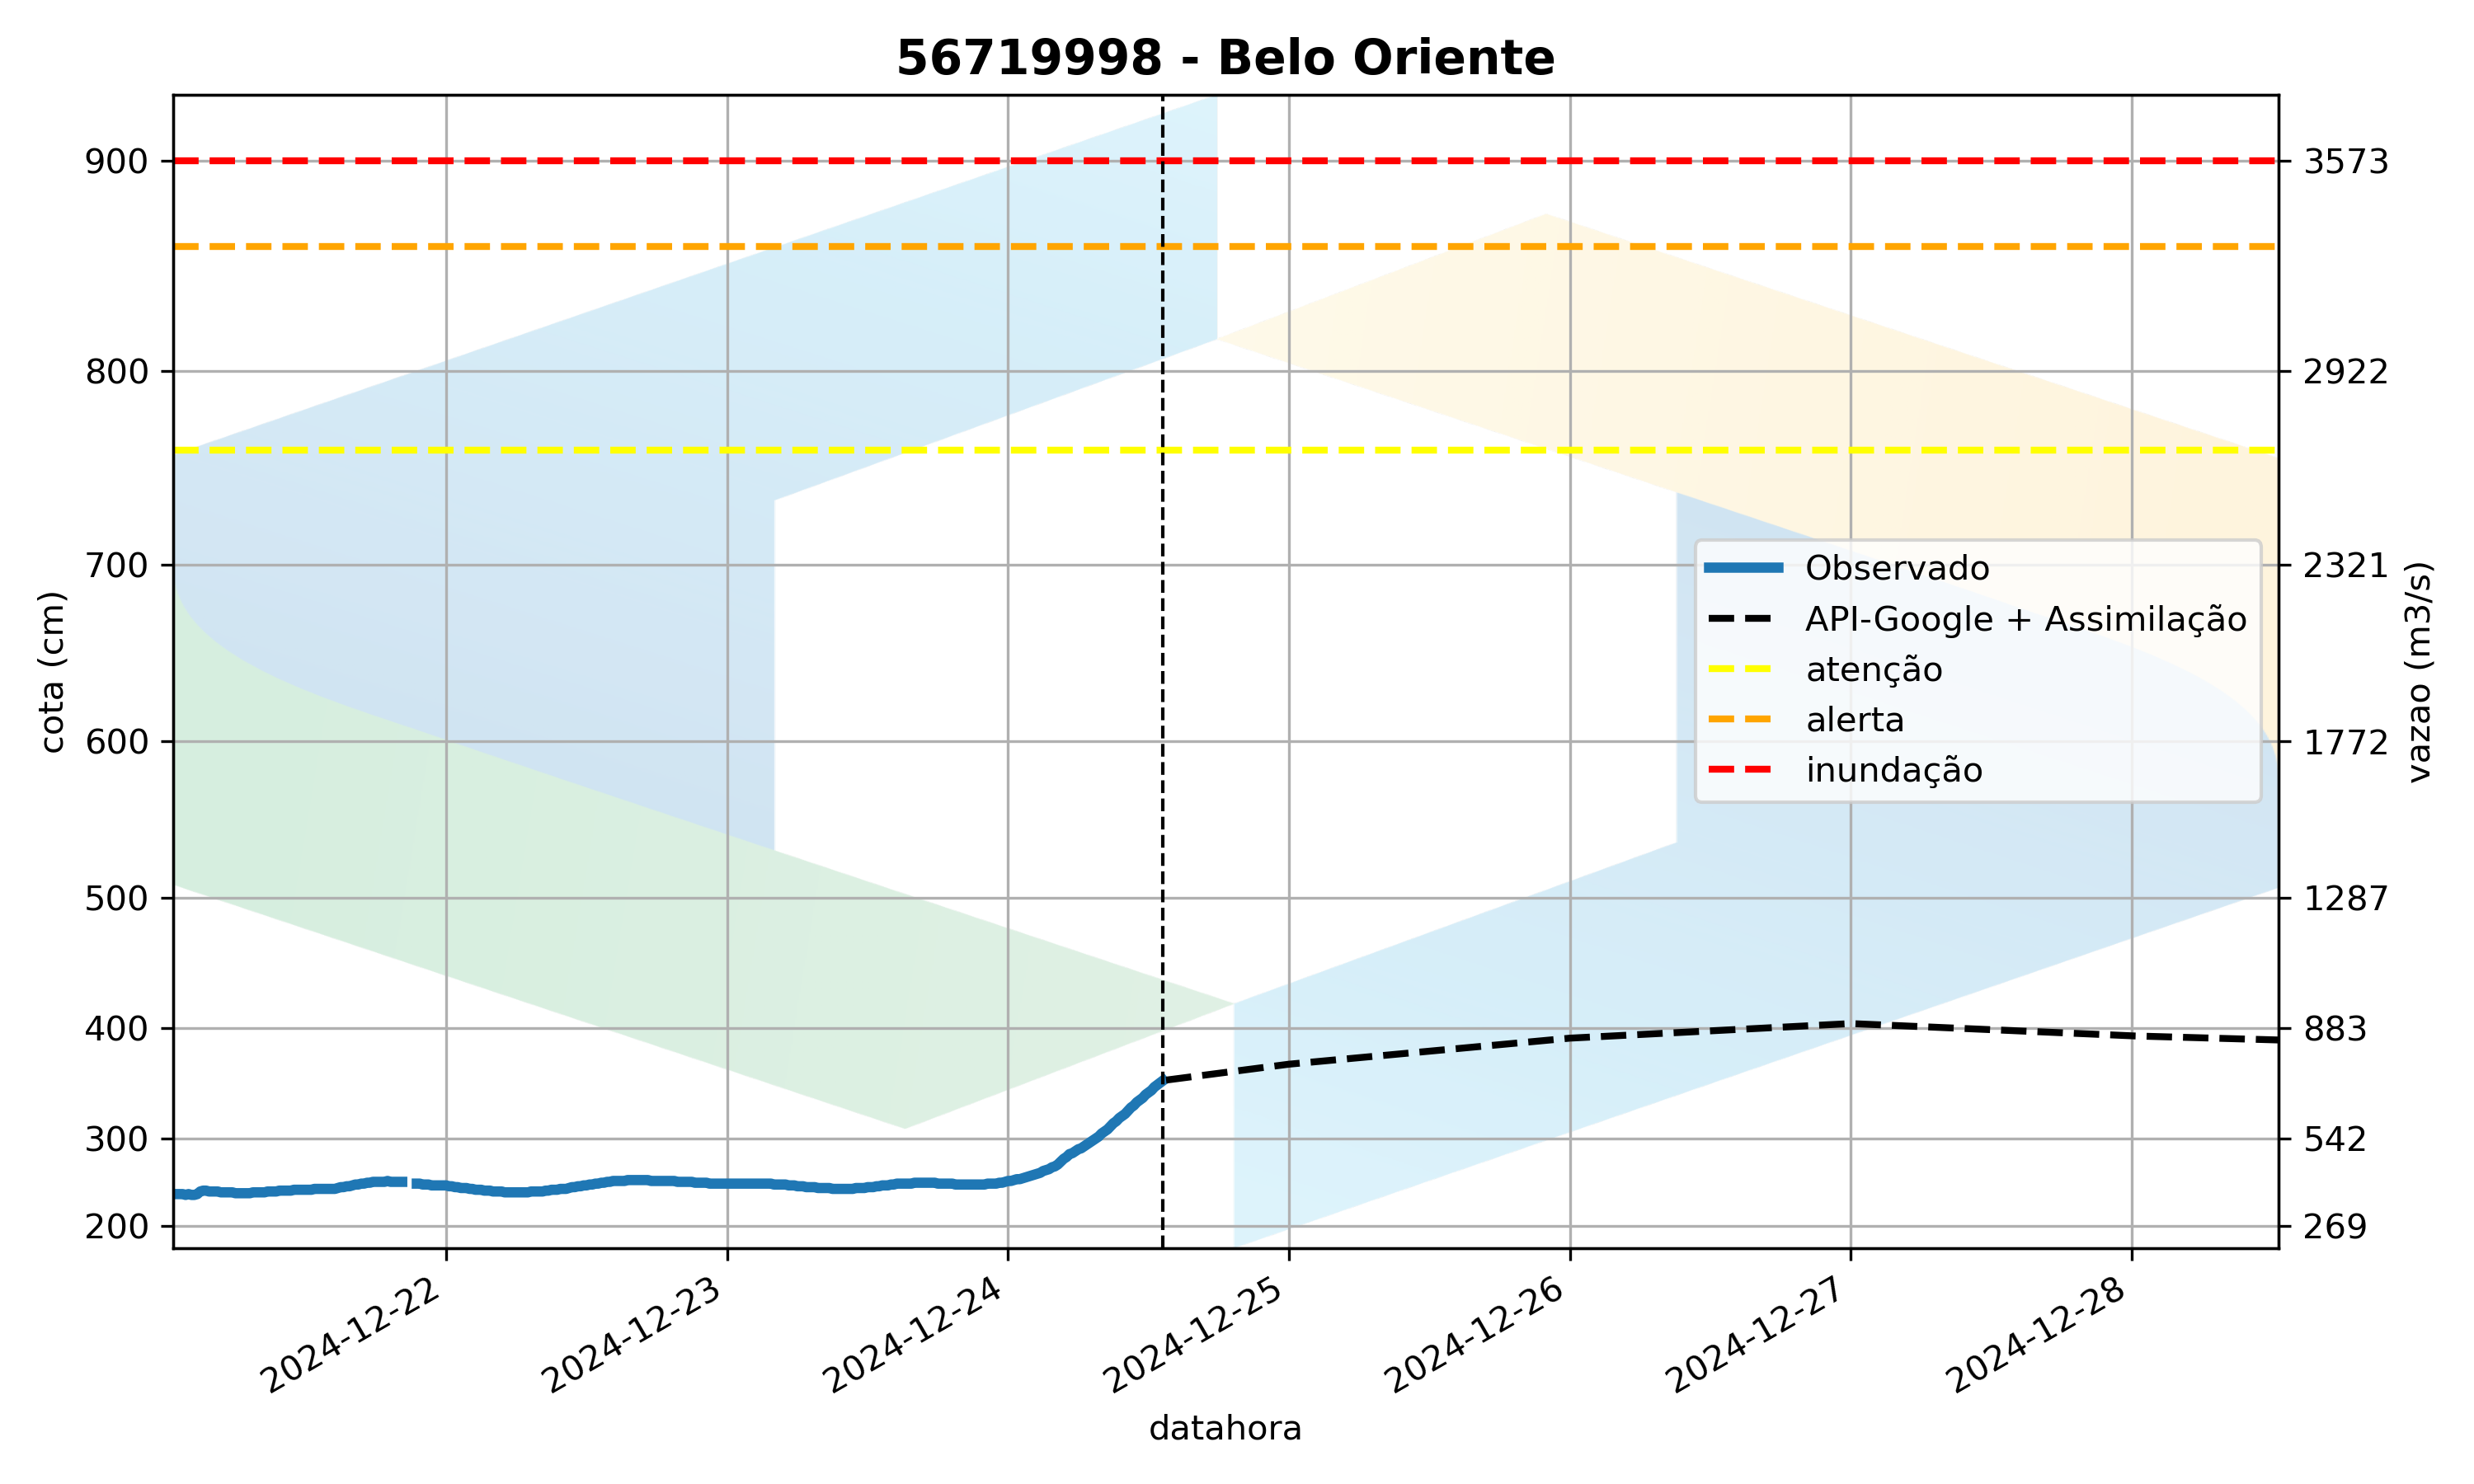 56719998 - Belo Oriente
900
800
700
600
500
400
300
200
cota (cm)
3573
2922
2321
1772
1287
883
542
269
vazao (m3/s)
Observado
API-Google + Assimilação
atenção
alerta
inundação
2024-12-22
2024-12-23
2024-12-24
2024-12-25
2024-12-26
2024-12-27
2024-12-28
datahora